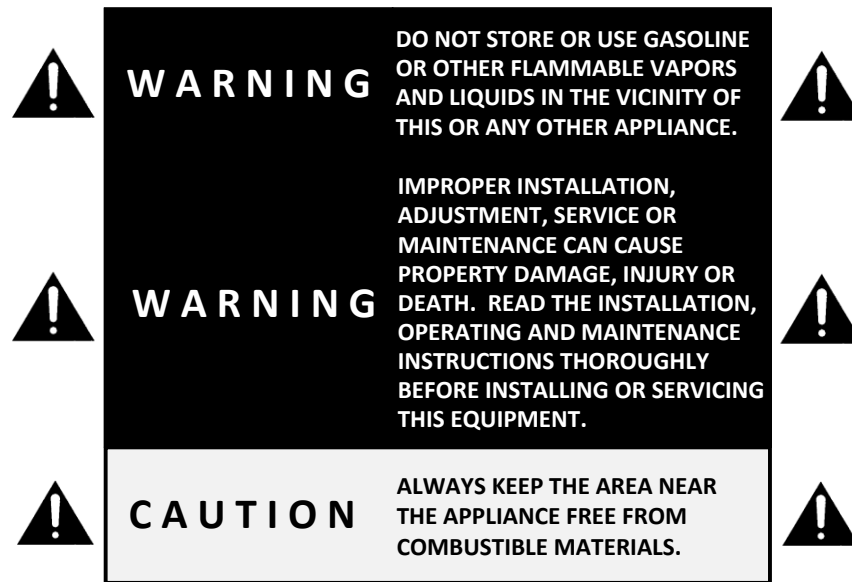 WARNING
DO NOT STORE OR USE GASOLINE
OR OTHER FLAMMABLE VAPORS
AND LIQUIDS IN THE VICINITY OF
THIS OR ANY OTHER APPLIANCE.
WARNING
IMPROPER INSTALLATION,
ADJUSTMENT, SERVICE OR
MAINTENANCE CAN CAUSE
PROPERTY DAMAGE, INJURY OR
DEATH.  READ THE INSTALLATION,
OPERATING AND MAINTENANCE
INSTRUCTIONS THOROUGHLY
BEFORE INSTALLING OR SERVICING
THIS EQUIPMENT.
CAUTION
ALWAYS KEEP THE AREA NEAR
THE APPLIANCE FREE FROM
COMBUSTIBLE MATERIALS.